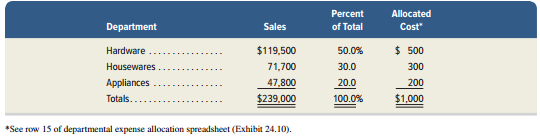 Percent Allocated
Department Sales of Total Cost*
Hardware ................ $119,500 50.0% $ 500
Housewares ................ 71,700 30.0 300
Appliances ................ 47,800 20.0 200
Totals..................... $239,000 100.0% $1,000
*See row 15 of departmental expense allocation spreadsheet (Exhibit 24.10).